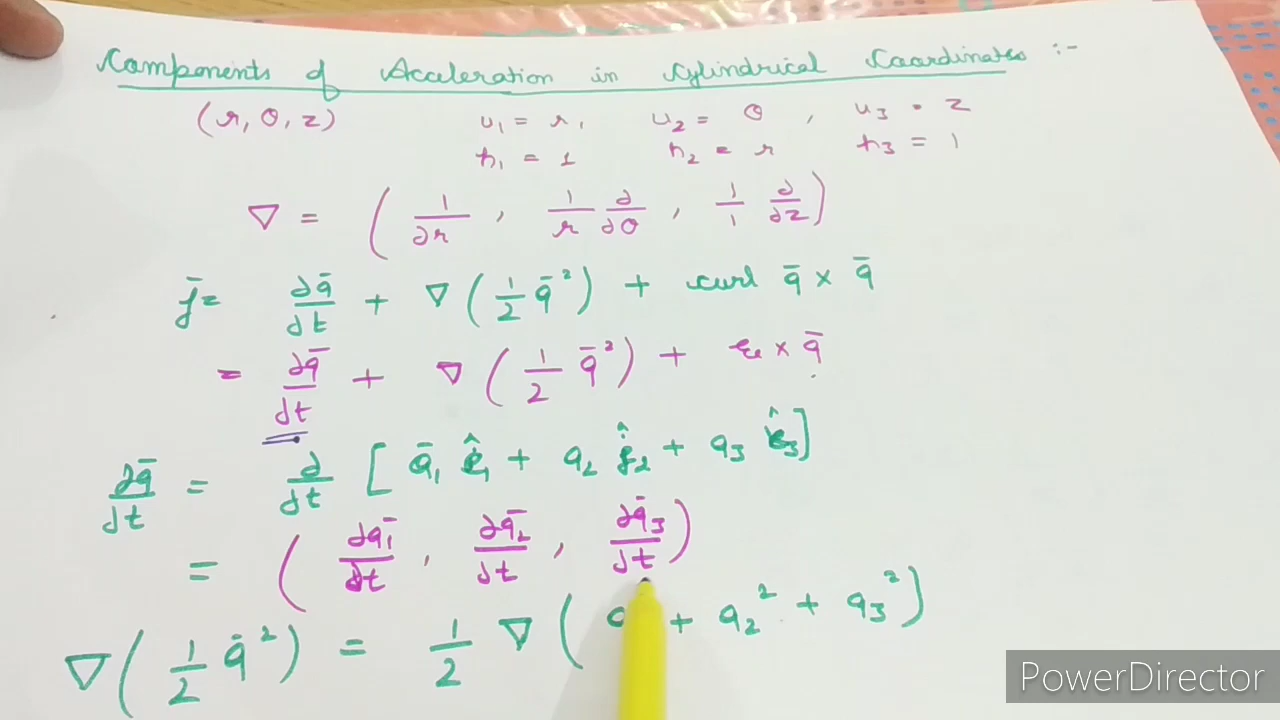 Components of Acceleration in Cylindrical Coordinates :-
(r, θ, z) u₁ = r, u₂ = θ , u₃ = z
h₁ = 1 h₂ = r h₃ = 1
∇ = ( 1/∂r , 1/r ∂/∂θ , 1/1 ∂/∂z )
f̄ = ∂q̄/∂t + ∇(1/2 q̄²) + curl q̄ × q̄
= ∂q̄/∂t + ∇(1/2 q̄²) + × q̄
∂q̄/∂t = ∂/∂t [ q̄₁ ê₁ + q₂ ê₂ + q₃ ê₃ ]
= ( ∂q̄₁/∂t , ∂q̄₂/∂t , ∂q̄₃/∂t )
∇(1/2 q̄²) = 1/2 ∇( + q₂² + q₃² )
PowerDirector